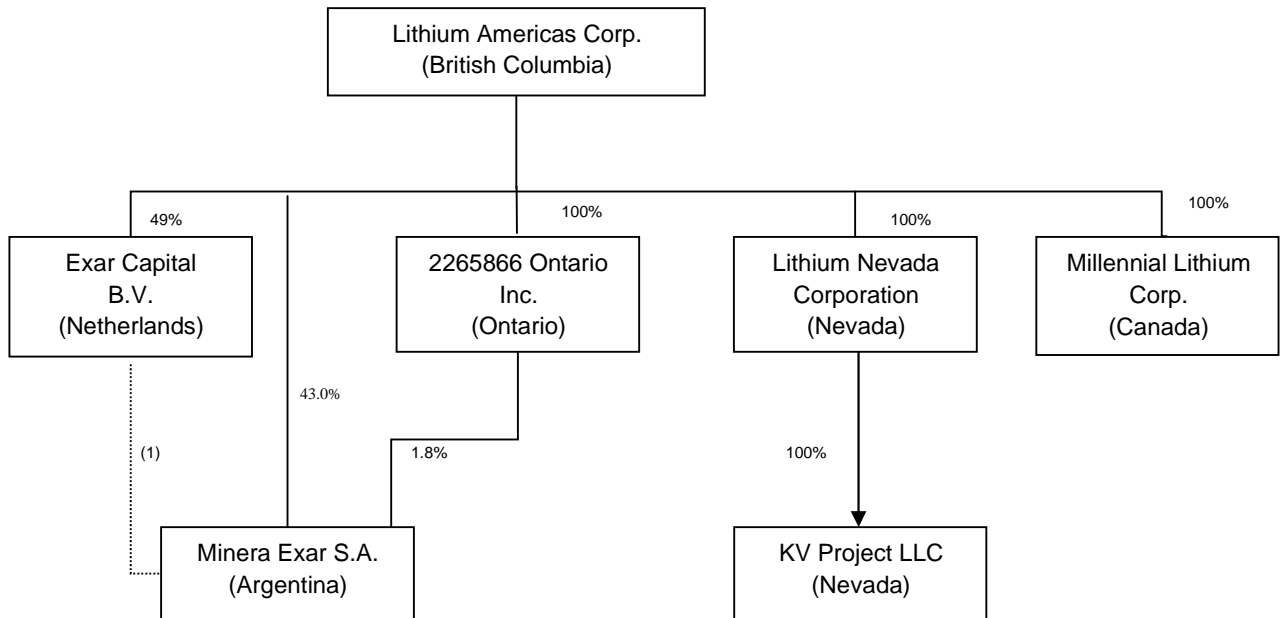 Lithium Americas Corp.
(British Columbia)
49%
100%
100%
100%
Exar Capital
B.V.
(Netherlands)
2265866 Ontario
Inc.
(Ontario)
Lithium Nevada
Corporation
(Nevada)
Millennial Lithium
Corp.
(Canada)
43.0%
(1)
1.8%
100%
Minera Exar S.A.
(Argentina)
KV Project LLC
(Nevada)